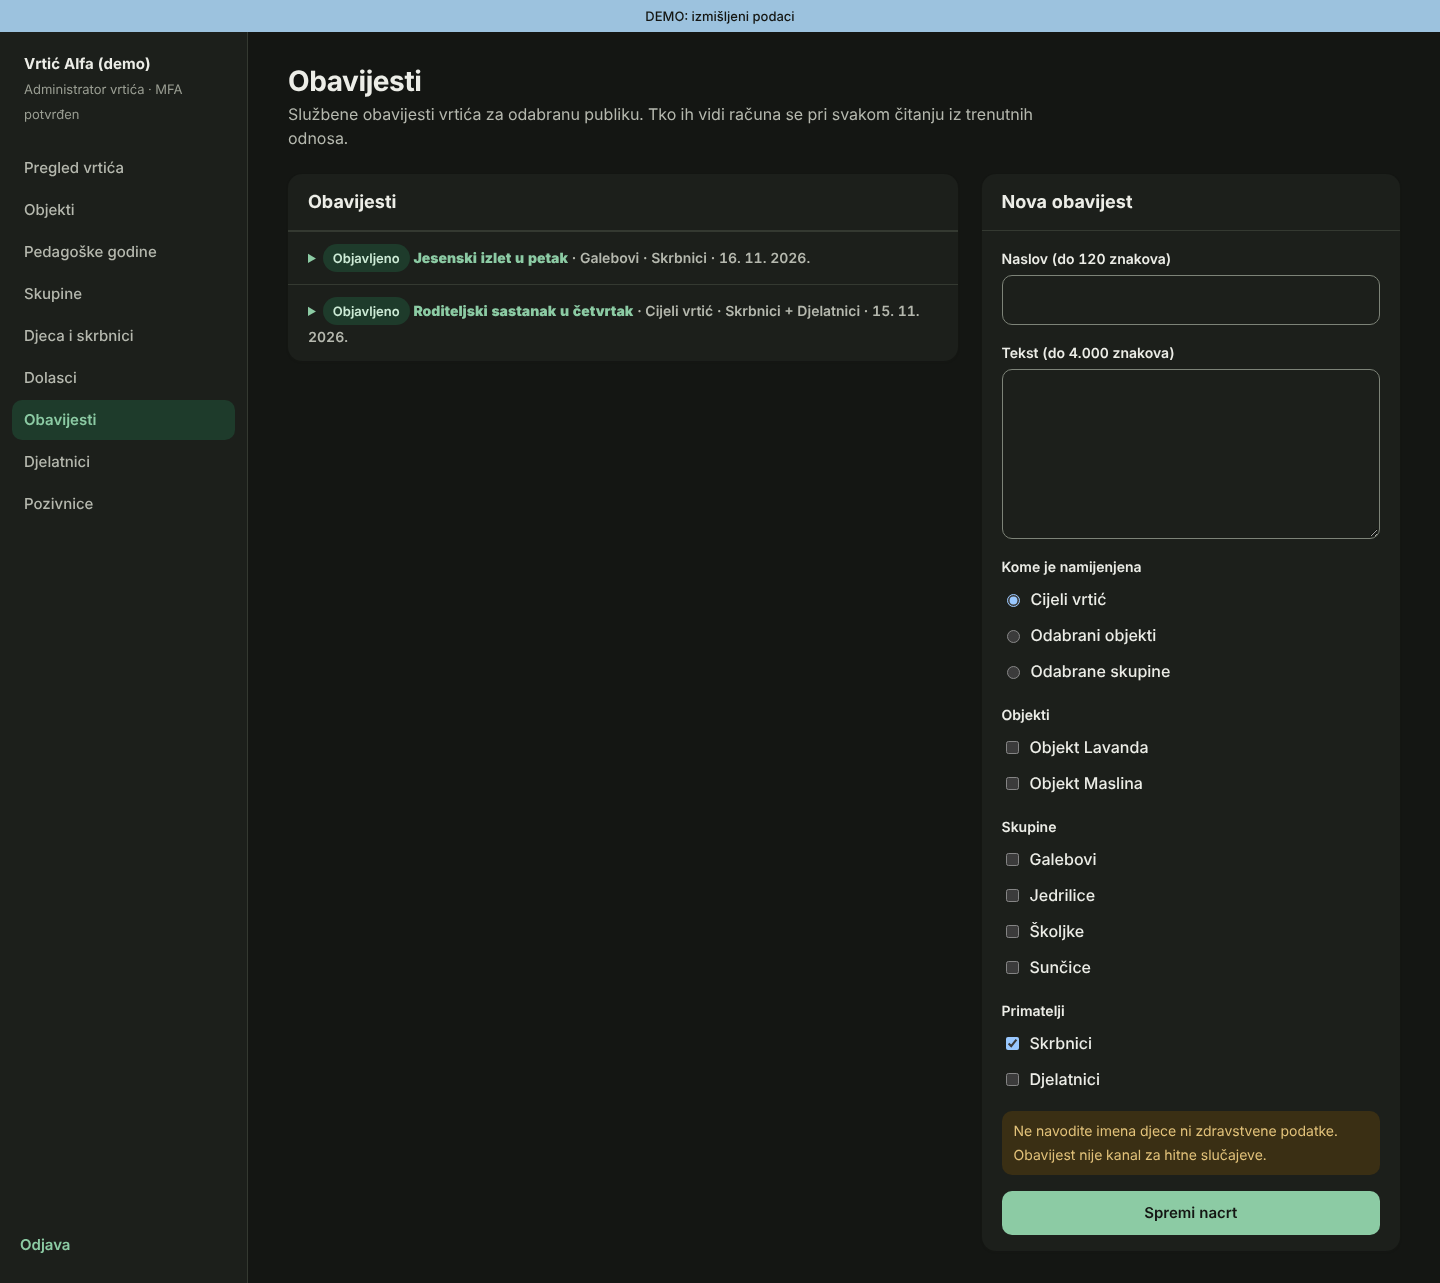 DEMO: izmišljeni podaci
Vrtić Alfa (demo)
Administrator vrtića · MFA
potvrđen
Pregled vrtića
Objekti
Pedagoške godine
Skupine
Djeca i skrbnici
Dolasci
Obavijesti
Djelatnici
Pozivnice
Odjava
Obavijesti
Službene obavijesti vrtića za odabranu publiku. Tko ih vidi računa se pri svakom čitanju iz trenutnih
odnosa.
Obavijesti
Objavljeno Jesenski izlet u petak · Galebovi · Skrbnici · 16. 11. 2026.
Objavljeno Roditeljski sastanak u četvrtak · Cijeli vrtić · Skrbnici + Djelatnici · 15. 11.
2026.
Nova obavijest
Naslov (do 120 znakova)
Tekst (do 4.000 znakova)
Kome je namijenjena
Cijeli vrtić
Odabrani objekti
Odabrane skupine
Objekti
Objekt Lavanda
Objekt Maslina
Skupine
Galebovi
Jedrilice
Školjke
Sunčice
Primatelji
Skrbnici
Djelatnici
Ne navodite imena djece ni zdravstvene podatke.
Obavijest nije kanal za hitne slučajeve.
Spremi nacrt